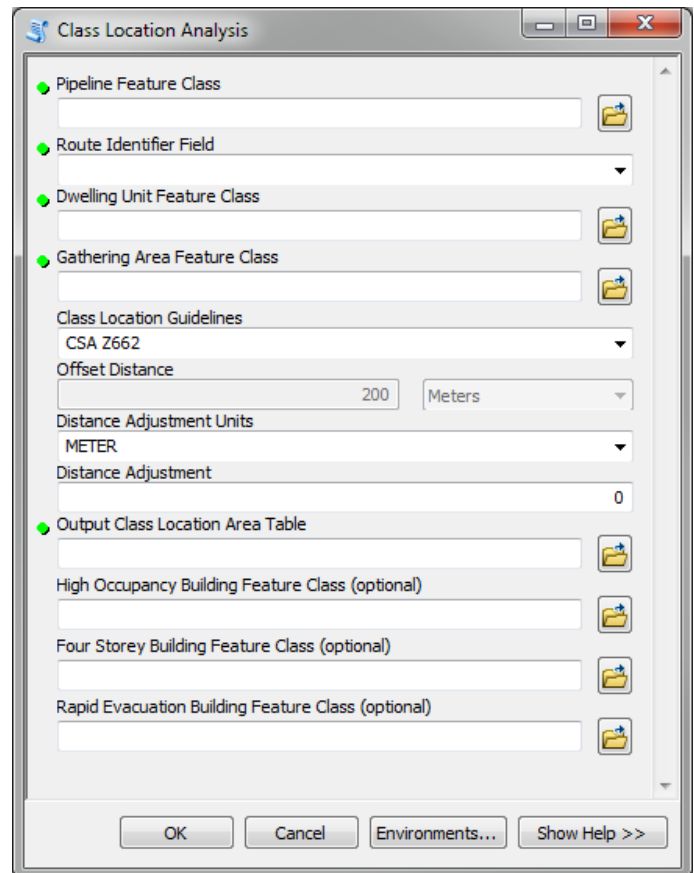 Class Location Analysis
Pipeline Feature Class
Route Identifier Field
Dwelling Unit Feature Class
Gathering Area Feature Class
Class Location Guidelines
CSA Z662
Offset Distance
200 Meters
Distance Adjustment Units
METER
Distance Adjustment
0
Output Class Location Area Table
High Occupancy Building Feature Class (optional)
Four Storey Building Feature Class (optional)
Rapid Evacuation Building Feature Class (optional)
OK Cancel Environments... Show Help >>